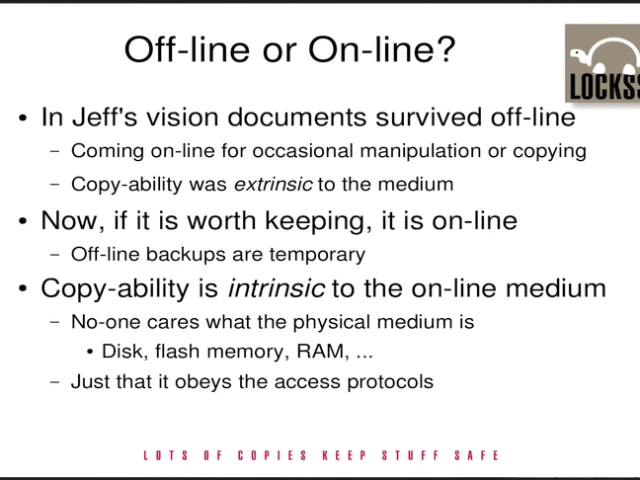 Off-line or On-line?
LOCKSS
• In Jeff's vision documents survived off-line
– Coming on-line for occasional manipulation or copying
– Copy-ability was extrinsic to the medium
• Now, if it is worth keeping, it is on-line
– Off-line backups are temporary
• Copy-ability is intrinsic to the on-line medium
– No-one cares what the physical medium is
• Disk, flash memory, RAM, ...
– Just that it obeys the access protocols
LOTS OF COPIES KEEP STUFF SAFE